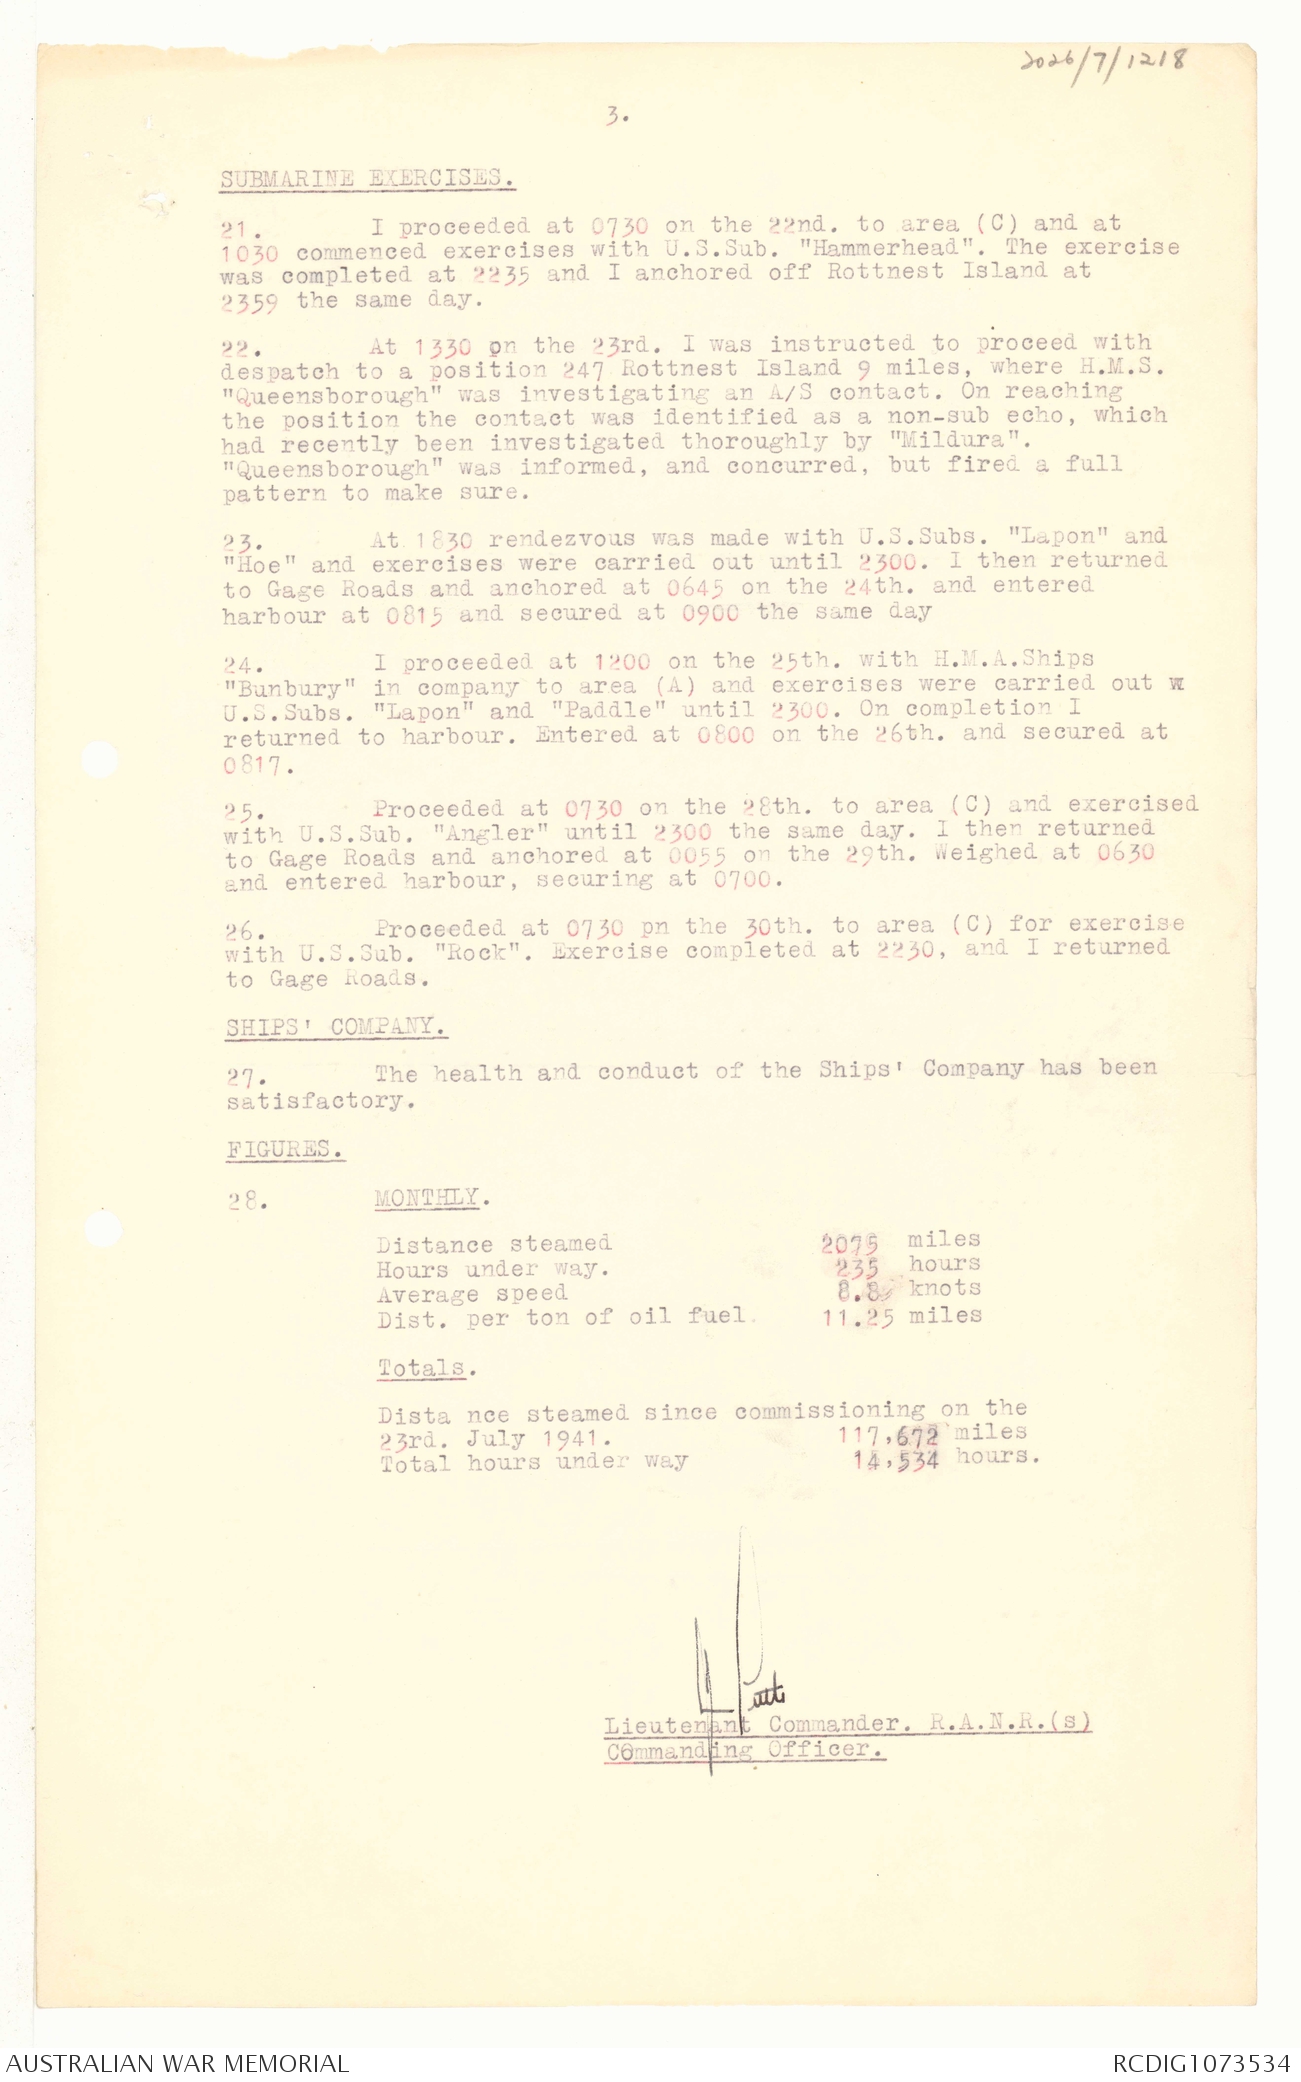 2026/7/1218
3.
SUBMARINE EXERCISES.
21. I proceeded at 0730 on the 22nd. to area (C) and at
1030 commenced exercises with U.S.Sub. "Hammerhead". The exercise
was completed at 2235 and I anchored off Rottnest Island at
2359 the same day.
22. At 1330 pn the 23rd. I was instructed to proceed with
despatch to a position 247 Rottnest Island 9 miles, where H.M.S.
"Queensborough" was investigating an A/S contact. On reaching
the position the contact was identified as a non-sub echo, which
had recently been investigated thoroughly by "Mildura".
"Queensborough" was informed, and concurred, but fired a full
pattern to make sure.
23. At 1830 rendezvous was made with U.S.Subs. "Lapon" and
"Hoe" and exercises were carried out until 2300. I then returned
to Gage Roads and anchored at 0645 on the 24th. and entered
harbour at 0815 and secured at 0900 the same day
24. I proceeded at 1200 on the 25th. with H.M.A.Ships
"Bunbury" in company to area (A) and exercises were carried out w
U.S.Subs. "Lapon" and "Paddle" until 2300. On completion I
returned to harbour. Entered at 0800 on the 26th. and secured at
0817.
25. Proceeded at 0730 on the 28th. to area (C) and exercised
with U.S.Sub. "Angler" until 2300 the same day. I then returned
to Gage Roads and anchored at 0055 on the 29th. Weighed at 0630
and entered harbour, securing at 0700.
26. Proceeded at 0730 pn the 30th. to area (C) for exercise
with U.S.Sub. "Rock". Exercise completed at 2230, and I returned
to Gage Roads.
SHIPS' COMPANY.
27. The health and conduct of the Ships' Company has been
satisfactory.
FIGURES.
28. MONTHLY.
Distance steamed 2075 miles
Hours under way. 235 hours
Average speed 8.8 knots
Dist. per ton of oil fuel. 11.25 miles
Totals.
Dista nce steamed since commissioning on the
23rd. July 1941. 117,672 miles
Total hours under way 14,534 hours.
Lieutenant Commander. R.A.N.R.(s)
Commanding Officer.
AUSTRALIAN WAR MEMORIAL RCDIG1073534